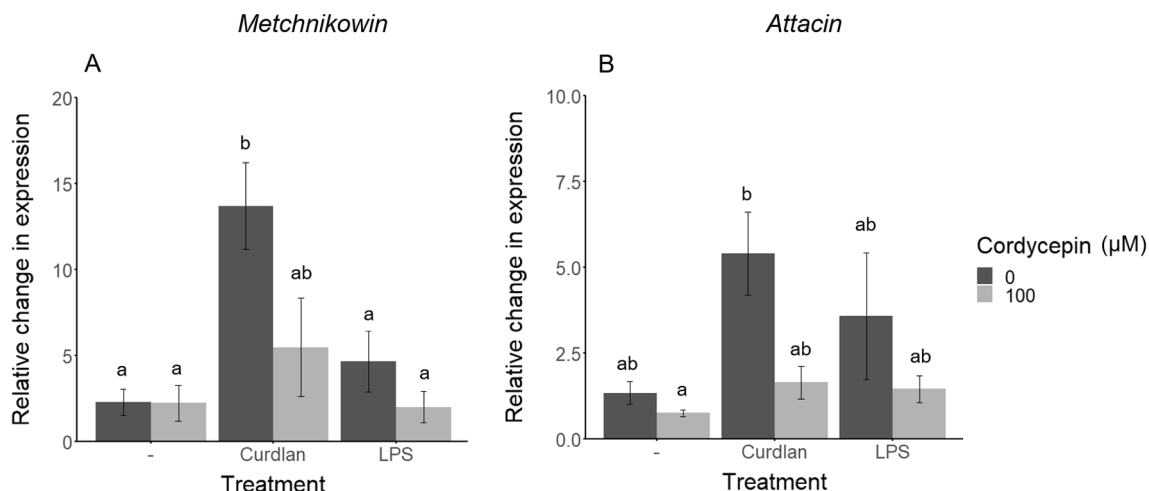 Metchnikowin
Attacin
A
B
Relative change in expression
20
15
10
5
0
a
a
b
ab
a
a
-
Curdlan
LPS
Treatment
Relative change in expression
10.0
7.5
5.0
2.5
0.0
ab
a
b
ab
ab
ab
-
Curdlan
LPS
Treatment
Cordycepin (µM)
0
100